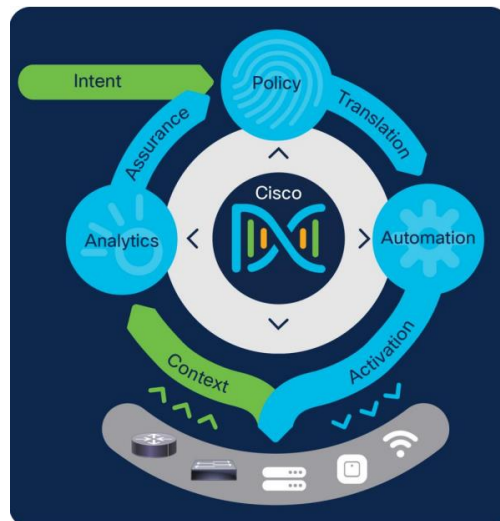 Intent
Policy
Translation
Assurance
Cisco
Analytics
Automation
Context
Activation